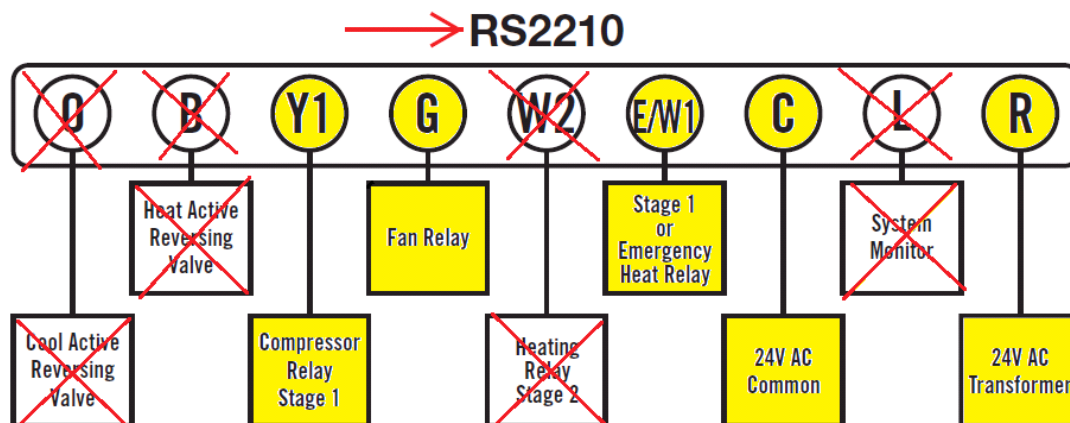 RS2210
O B Y1 G W2 E/W1 C L R
Heat Active
Reversing
Valve
Fan Relay
Stage 1
or
Emergency
Heat Relay
System
Monitor
Cool Active
Reversing
Valve
Compressor
Relay
Stage 1
Heating
Relay
Stage 2
24V AC
Common
24V AC
Transformer